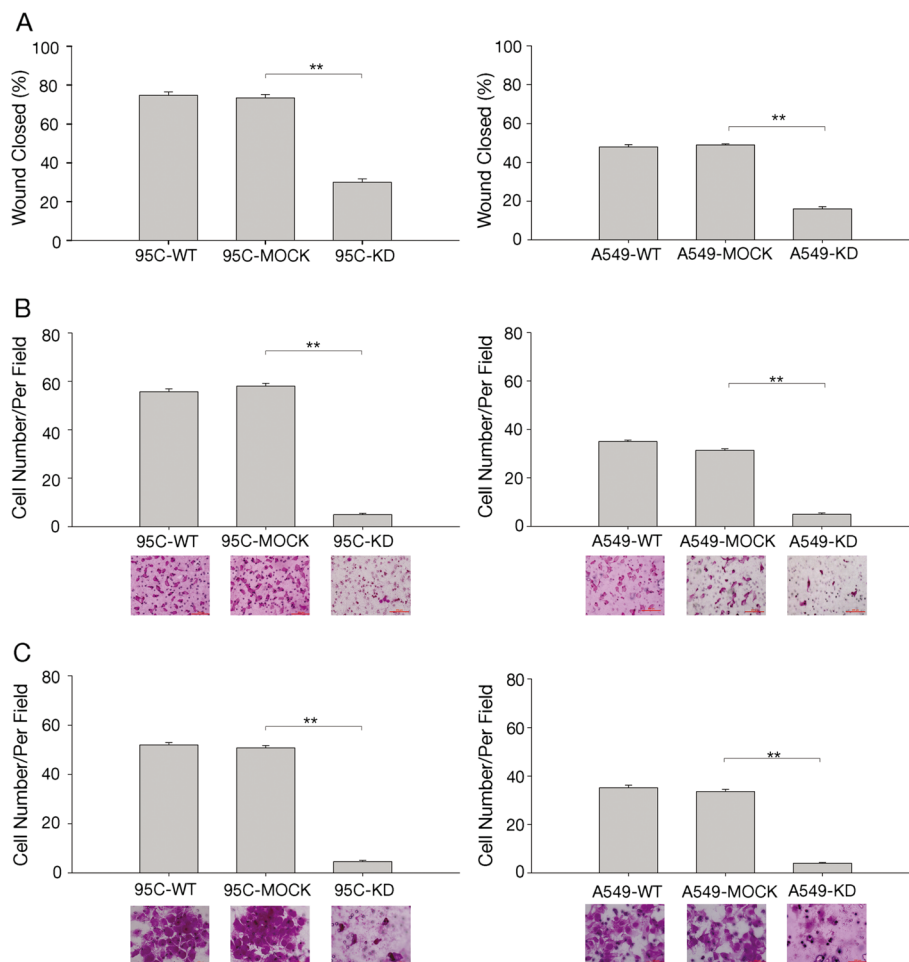 A
Wound Closed (%)
100
80
60
40
20
0
**
95C-WT 95C-MOCK 95C-KD
Wound Closed (%)
100
80
60
40
20
0
**
A549-WT A549-MOCK A549-KD
B
Cell Number/Per Field
80
60
40
20
0
**
95C-WT 95C-MOCK 95C-KD
Cell Number/Per Field
80
60
40
20
0
**
A549-WT A549-MOCK A549-KD
C
Cell Number/Per Field
80
60
40
20
0
**
95C-WT 95C-MOCK 95C-KD
Cell Number/Per Field
80
60
40
20
0
**
A549-WT A549-MOCK A549-KD